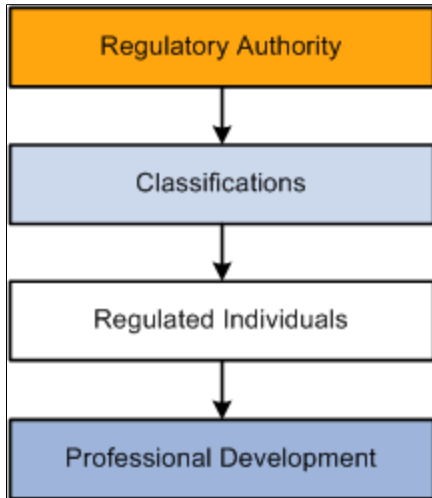 Regulatory Authority
Classifications
Regulated Individuals
Professional Development